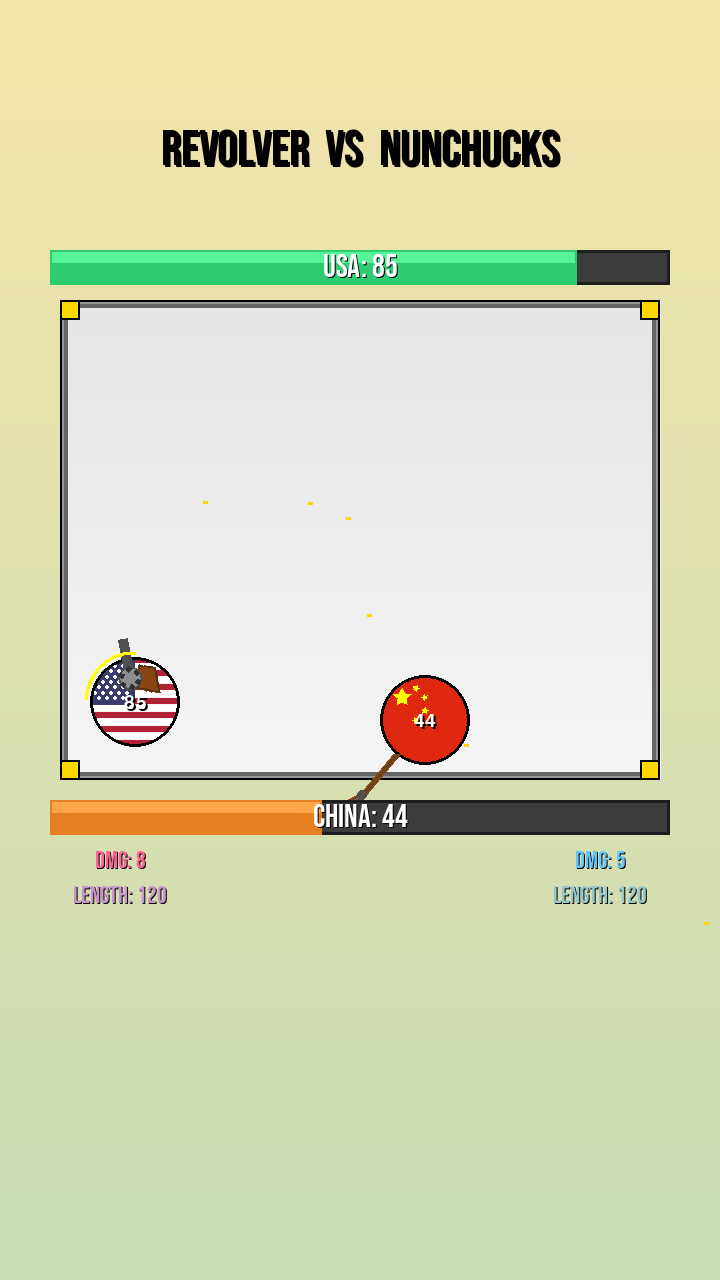 REVOLVER VS NUNCHUCKS
USA: 85
85
44
CHINA: 44
DMG: 8
DMG: 5
LENGTH: 120
LENGTH: 120